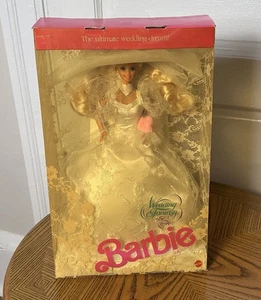 The ultimate wedding dream!
Wedding
Fantasy
Barbie